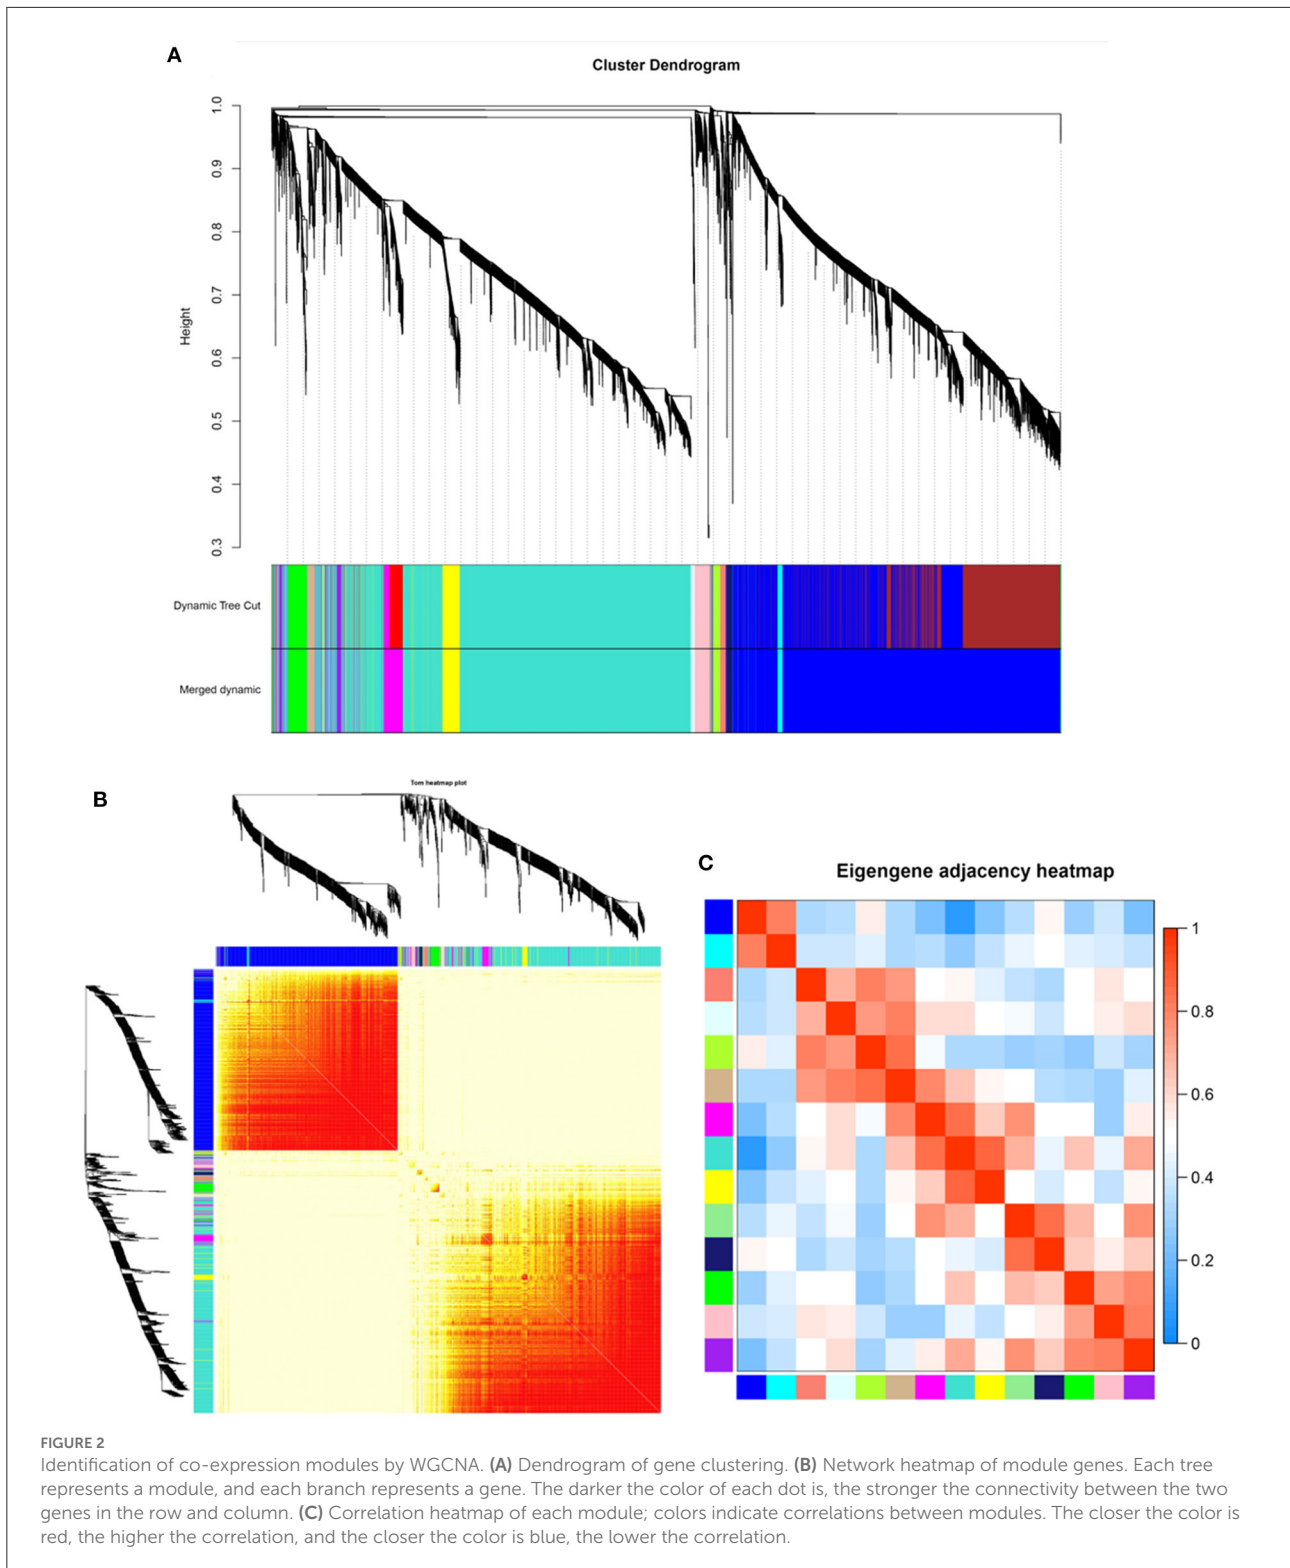 A
Cluster Dendrogram
1.0
0.9
0.8
0.7
0.6
0.5
0.4
0.3
Height
Dynamic Tree Cut
Merged dynamic
B
Tom heatmap plot
C
Eigengene adjacency heatmap
1
0.8
0.6
0.4
0.2
0
FIGURE 2
Identification of co-expression modules by WGCNA. (A) Dendrogram of gene clustering. (B) Network heatmap of module genes. Each tree
represents a module, and each branch represents a gene. The darker the color of each dot is, the stronger the connectivity between the two
genes in the row and column. (C) Correlation heatmap of each module; colors indicate correlations between modules. The closer the color is
red, the higher the correlation, and the closer the color is blue, the lower the correlation.